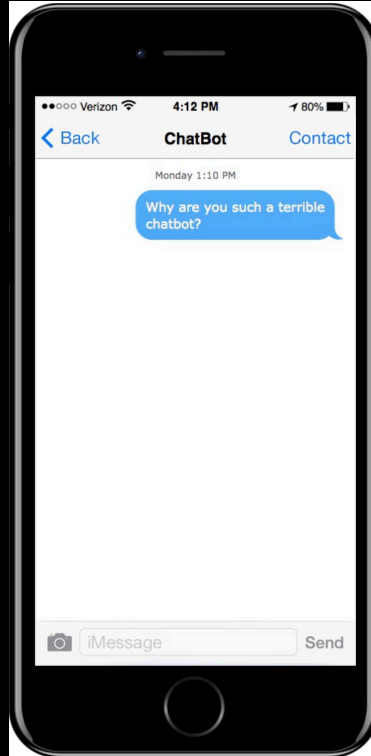 Verizon 4:12 PM 80%
Back ChatBot Contact
Monday 1:10 PM
Why are you such a terrible
chatbot?
iMessage Send